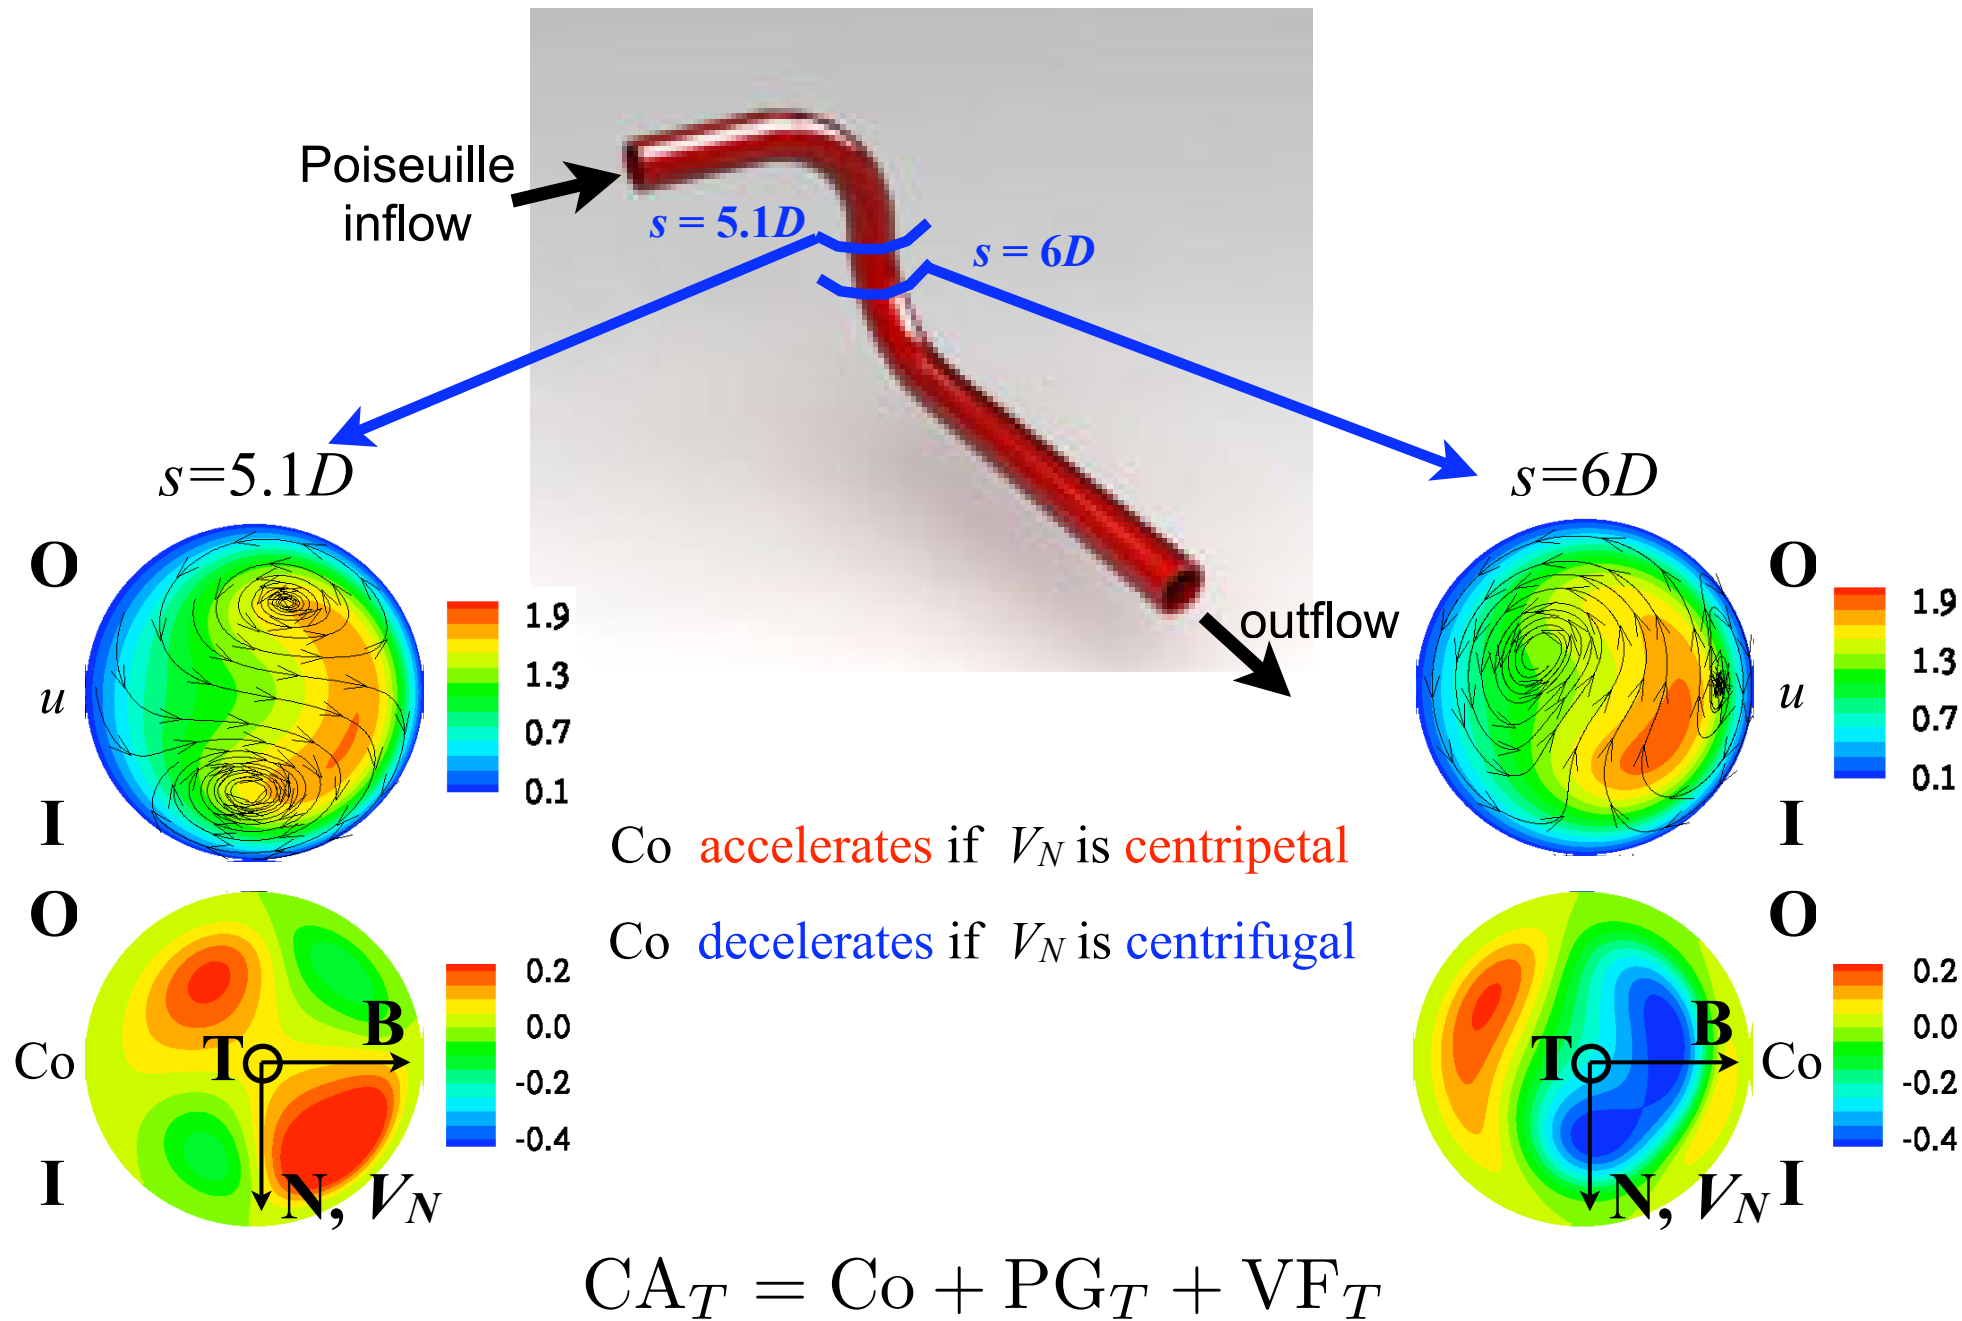 Poiseuille
inflow
s = 5.1D
s = 6D
outflow
s=5.1D
O
u
I
1.9
1.3
0.7
0.1
s=6D
O
u
I
1.9
1.3
0.7
0.1
Co accelerates if V_N is centripetal
Co decelerates if V_N is centrifugal
O
Co
I
T
B
N, V_N
0.2
0.0
-0.2
-0.4
T
B
N, V_N
O
Co
I
0.2
0.0
-0.2
-0.4
CA_T = Co + PG_T + VF_T